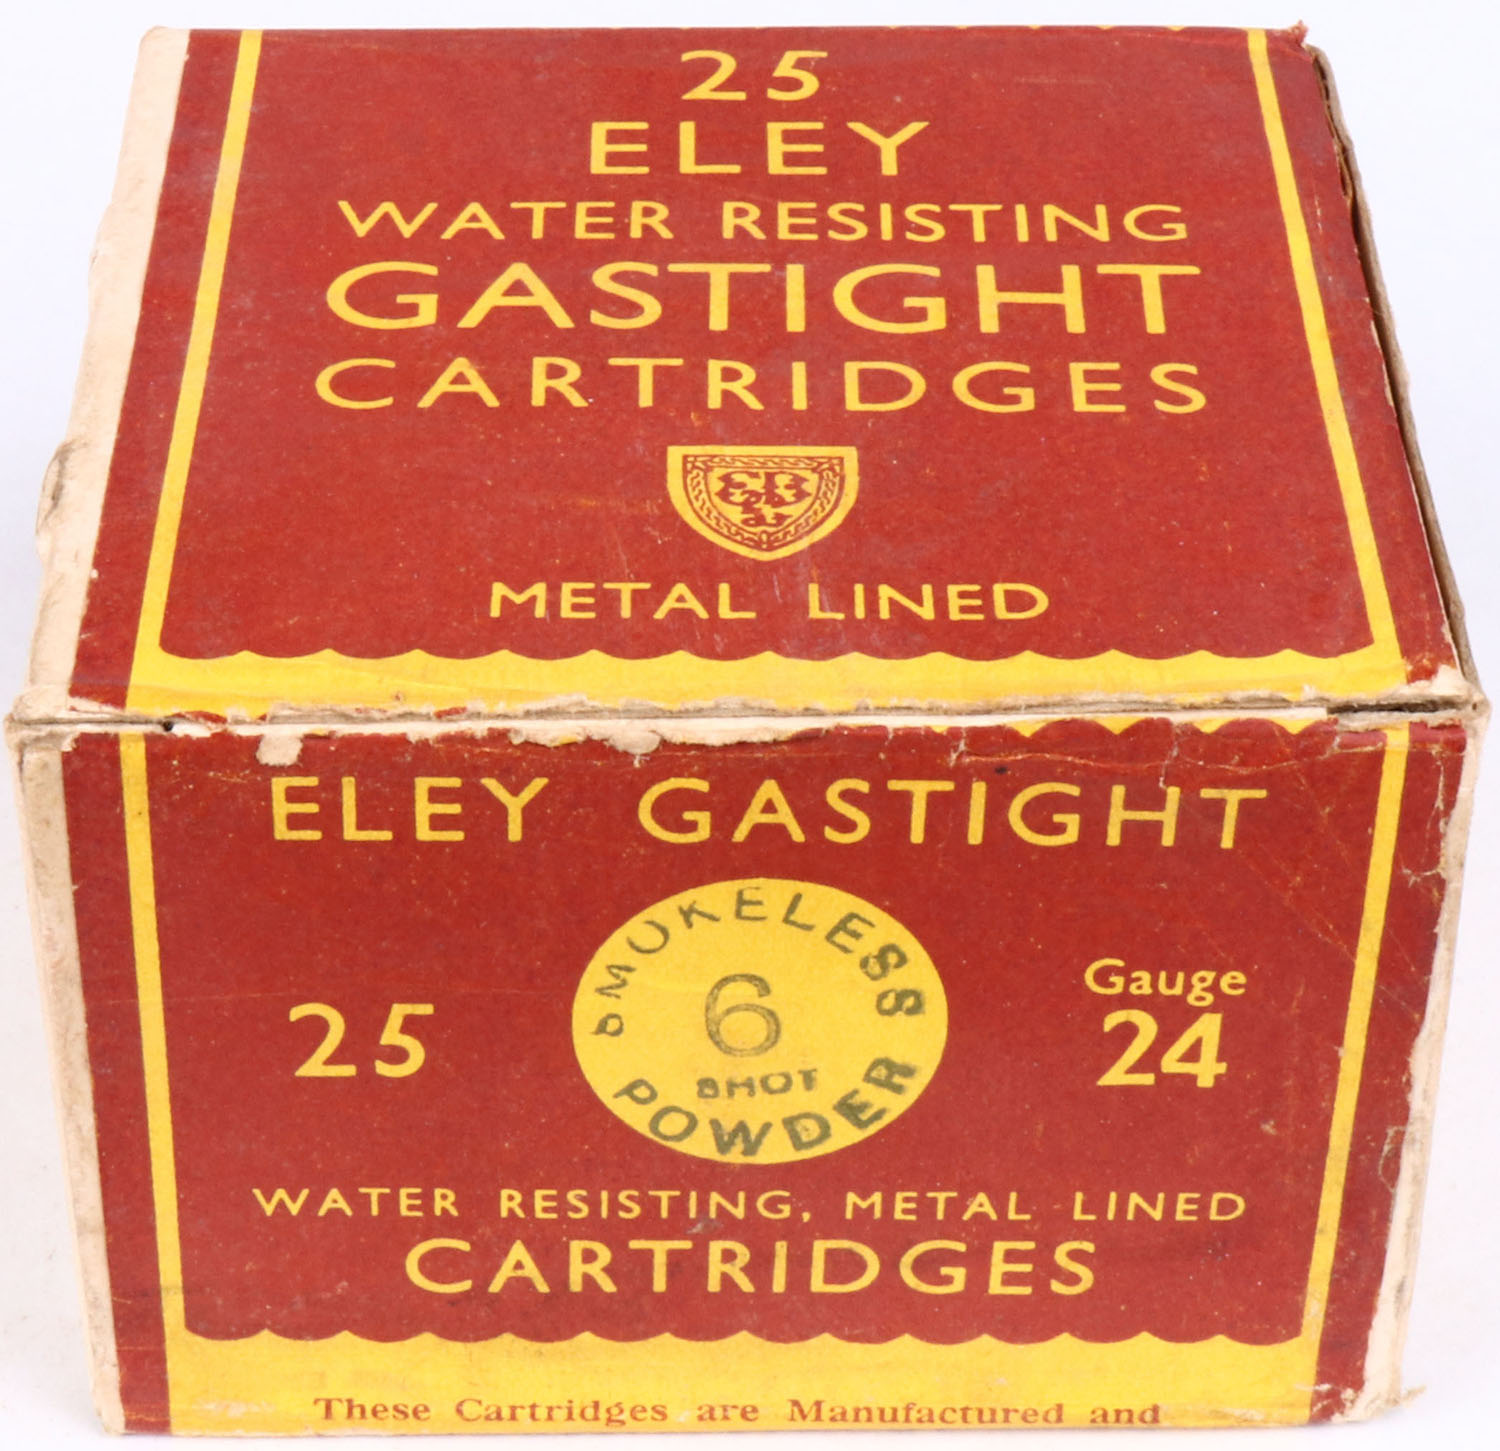 25
ELEY
WATER RESISTING
GASTIGHT
CARTRIDGES
METAL LINED
ELEY GASTIGHT
SMOKELESS
6
SHOT
POWDER
25
Gauge
24
WATER RESISTING, METAL LINED
CARTRIDGES
These Cartridges are Manufactured and